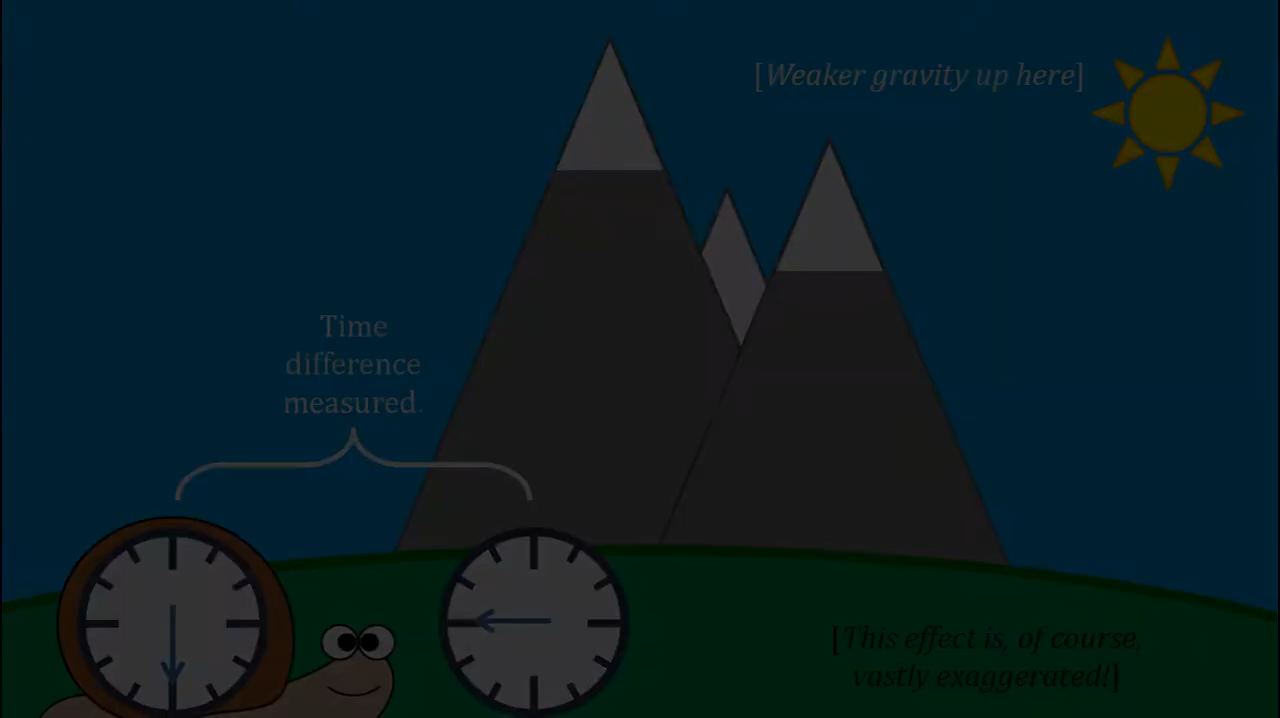 [Weaker gravity up here]
Time
difference
measured.
[This effect is, of course,
vastly exaggerated!]